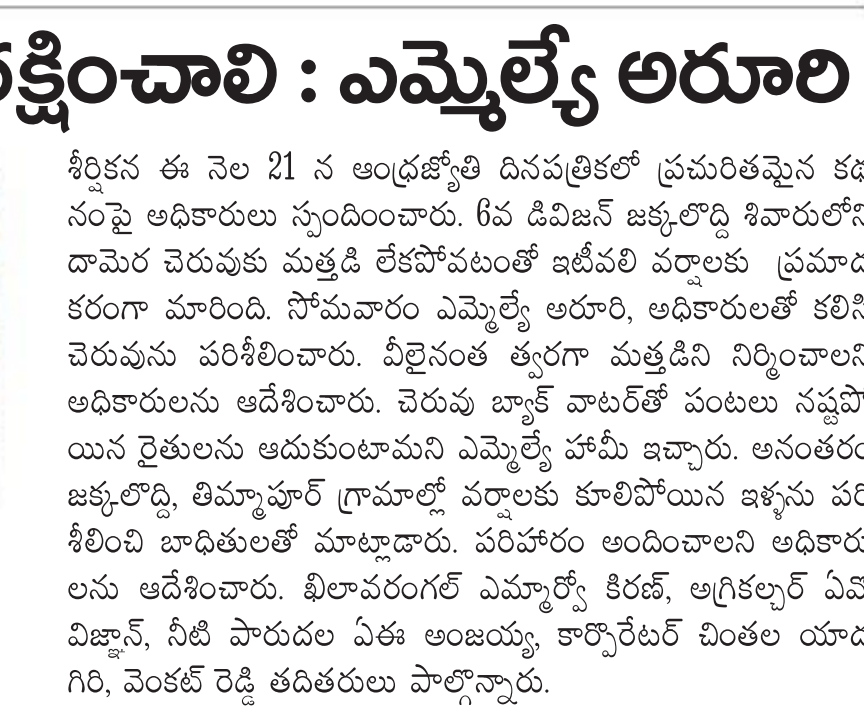 రక్షించాలి : ఎమ్మెల్యే అరూరి
శీర్షికన ఈ నెల 21 న ఆంధ్రజ్యోతి దినపత్రికలో ప్రచురితమైన కథ
నంపై అధికారులు స్పందించారు. 6వ డివిజన్ జక్కలొద్ది శివారులోని
దామెర చెరువుకు మత్తడి లేకపోవటంతో ఇటీవలి వర్షాలకు ప్రమాద
కరంగా మారింది. సోమవారం ఎమ్మెల్యే అరూరి, అధికారులతో కలిసి
చెరువును పరిశీలించారు. వీలైనంత త్వరగా మత్తడిని నిర్మించాలని
అధికారులను ఆదేశించారు. చెరువు బ్యాక్ వాటర్‌తో పంటలు నష్టపో
యిన రైతులను ఆదుకుంటామని ఎమ్మెల్యే హామీ ఇచ్చారు. అనంతరం
జక్కలొద్ది, తిమ్మాపూర్ గ్రామాల్లో వర్షాలకు కూలిపోయిన ఇళ్ళను పరి
శీలించి బాధితులతో మాట్లాడారు. పరిహారం అందించాలని అధికారు
లను ఆదేశించారు. ఖిలావరంగల్ ఎమ్మార్వో కిరణ్, అగ్రికల్చర్ ఏవో
విజ్ఞాన్, నీటి పారుదల ఏఈ అంజయ్య, కార్పొరేటర్ చింతల యాద
గిరి, వెంకట్ రెడ్డి తదితరులు పాల్గొన్నారు.